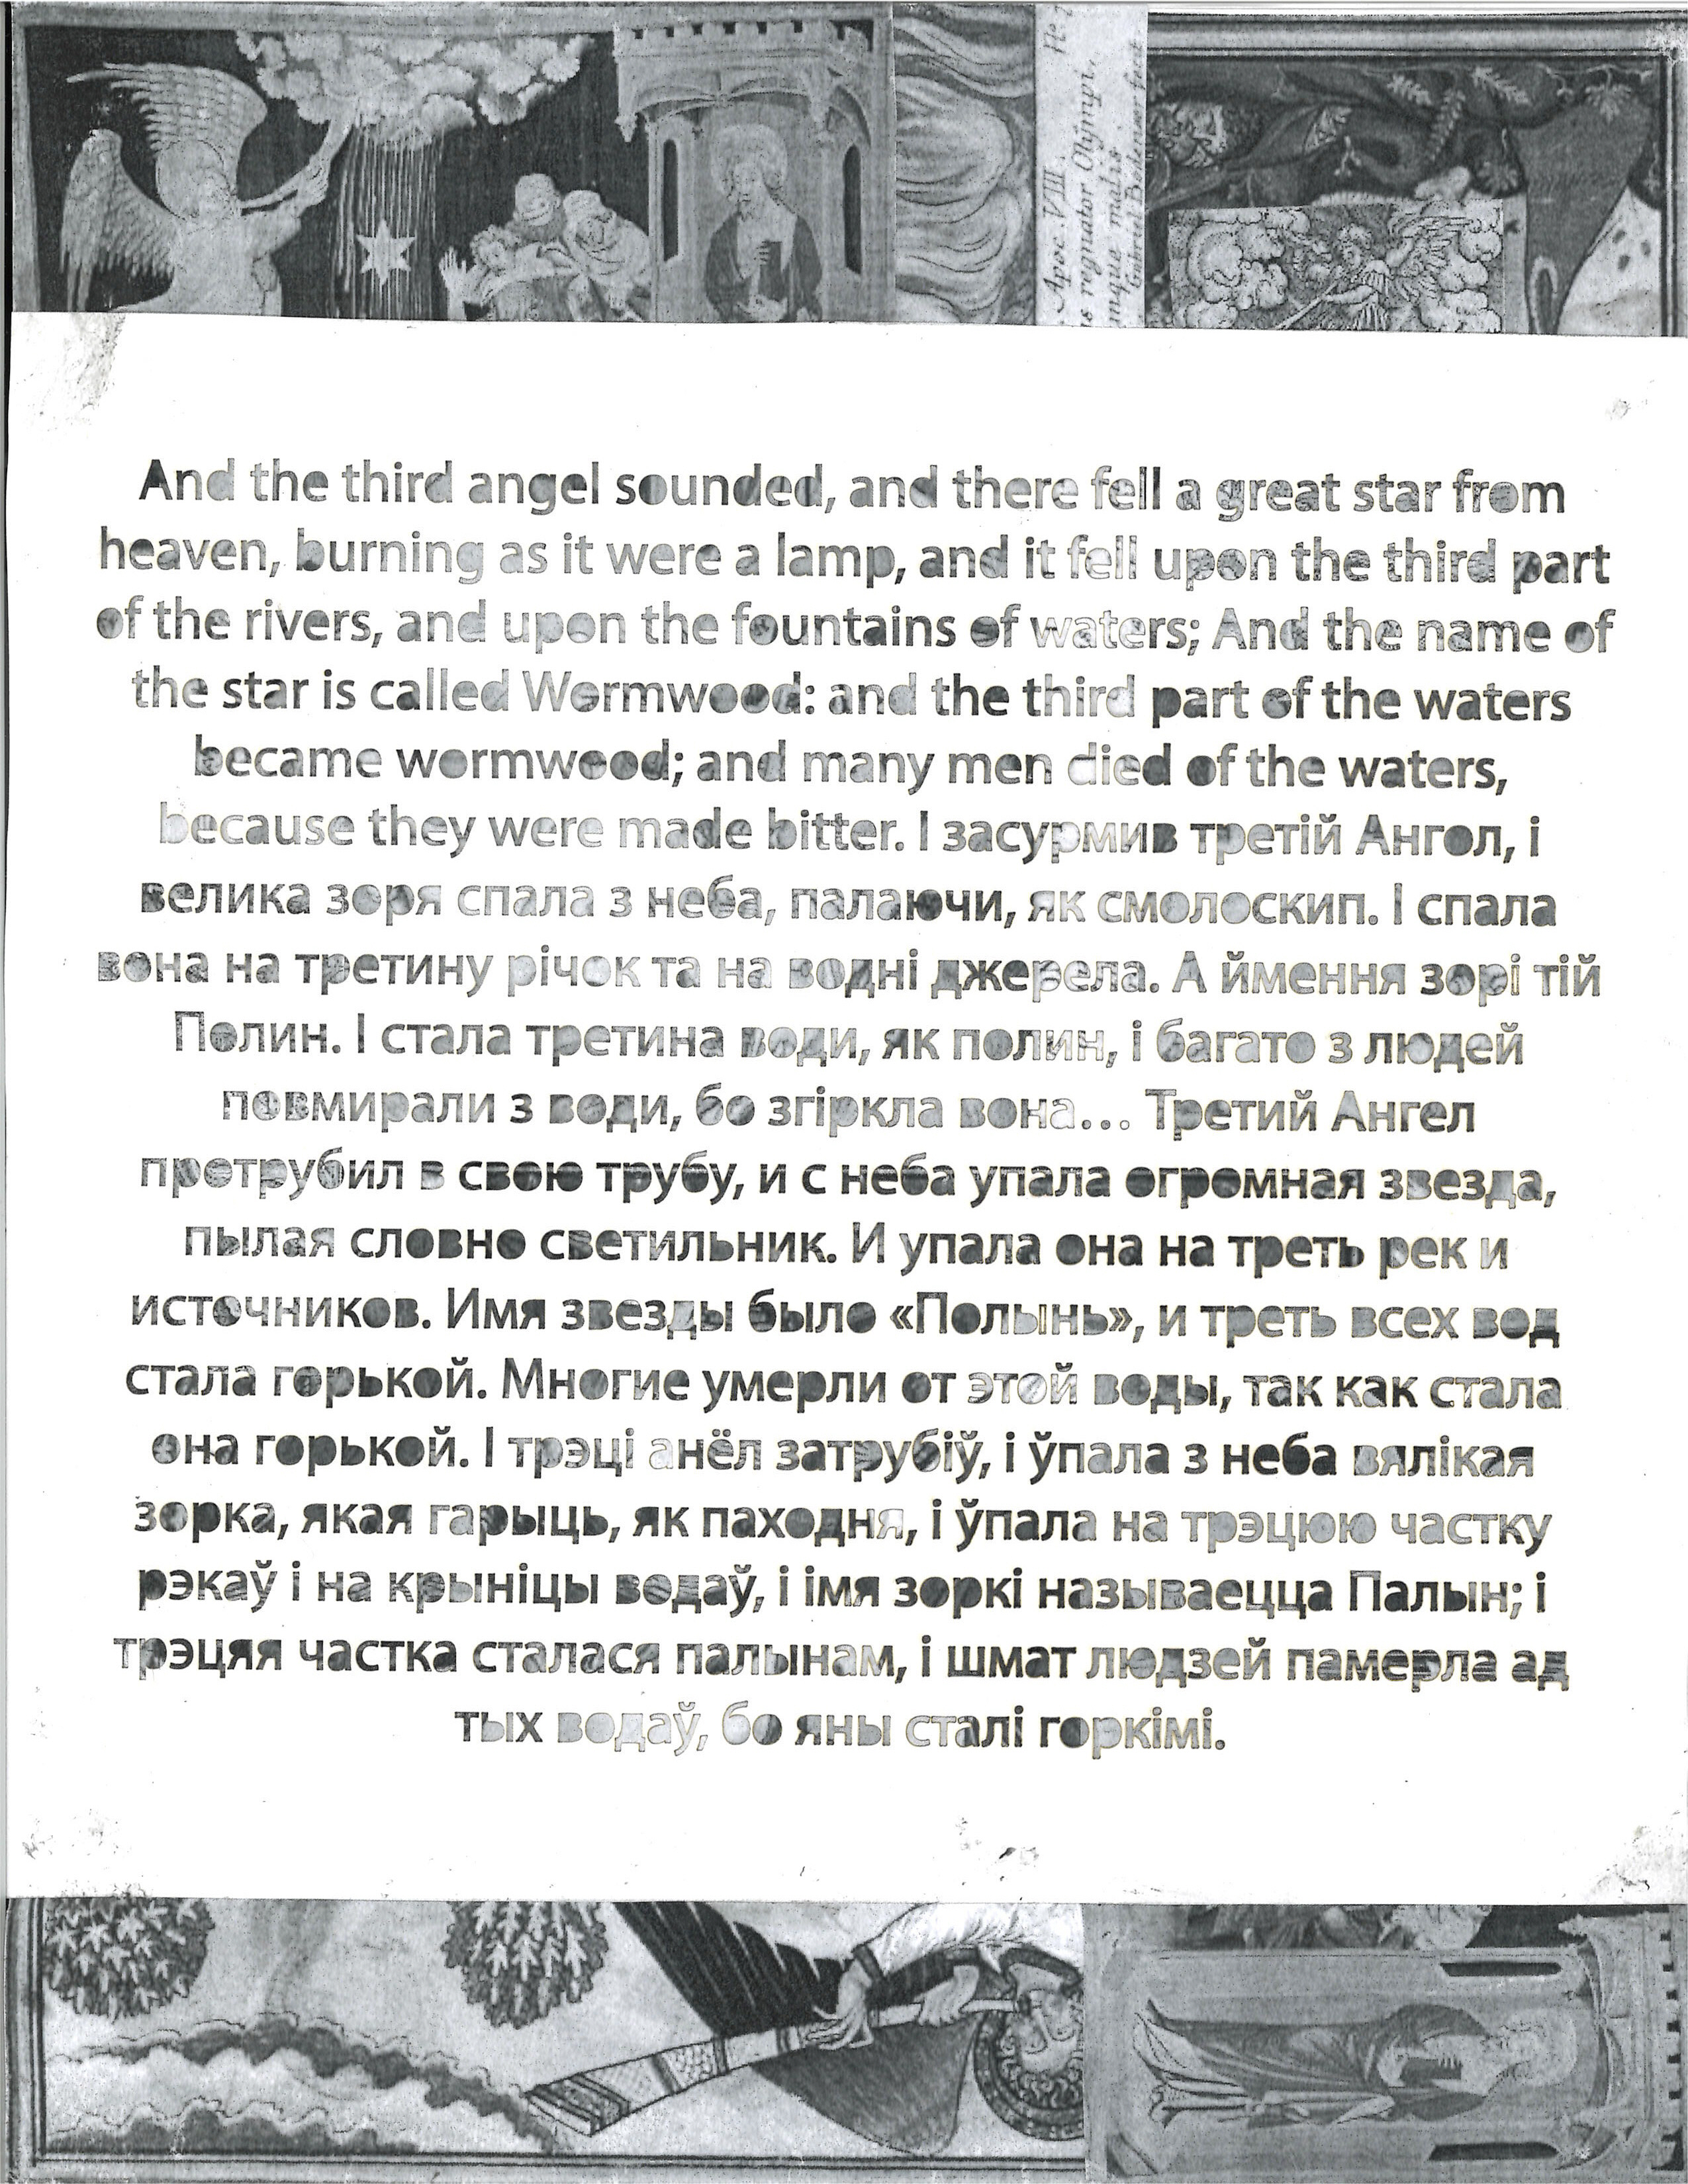 Apoc. VIII.
regnator Olympi,
mque malis.
And the third angel sounded, and there fell a great star from
heaven, burning as it were a lamp, and it fell upon the third part
of the rivers, and upon the fountains of waters; And the name of
the star is called Wormwood: and the third part of the waters
became wormwood; and many men died of the waters,
because they were made bitter. І засурмив третій Ангол, і
велика зоря спала з неба, палаючи, як смолоскип. І спала
вона на третину річок та на водні джерела. А ймення зорі тій
Полин. І стала третина води, як полин, і багато з людей
повмирали з води, бо згіркла вона... Третий Ангел
протрубил в свою трубу, и с неба упала огромная звезда,
пылая словно светильник. И упала она на треть рек и
источников. Имя звезды было «Полынь», и треть всех вод
стала горькой. Многие умерли от этой воды, так как стала
она горькой. І трэці анёл затрубіў, і ўпала з неба вялікая
зорка, якая гарыць, як паходня, і ўпала на трэцюю частку
рэкаў і на крыніцы водаў, і імя зоркі называецца Палын; і
трэцяя частка сталася палынам, і шмат людзей памерла ад
тых водаў, бо яны сталі горкімі.